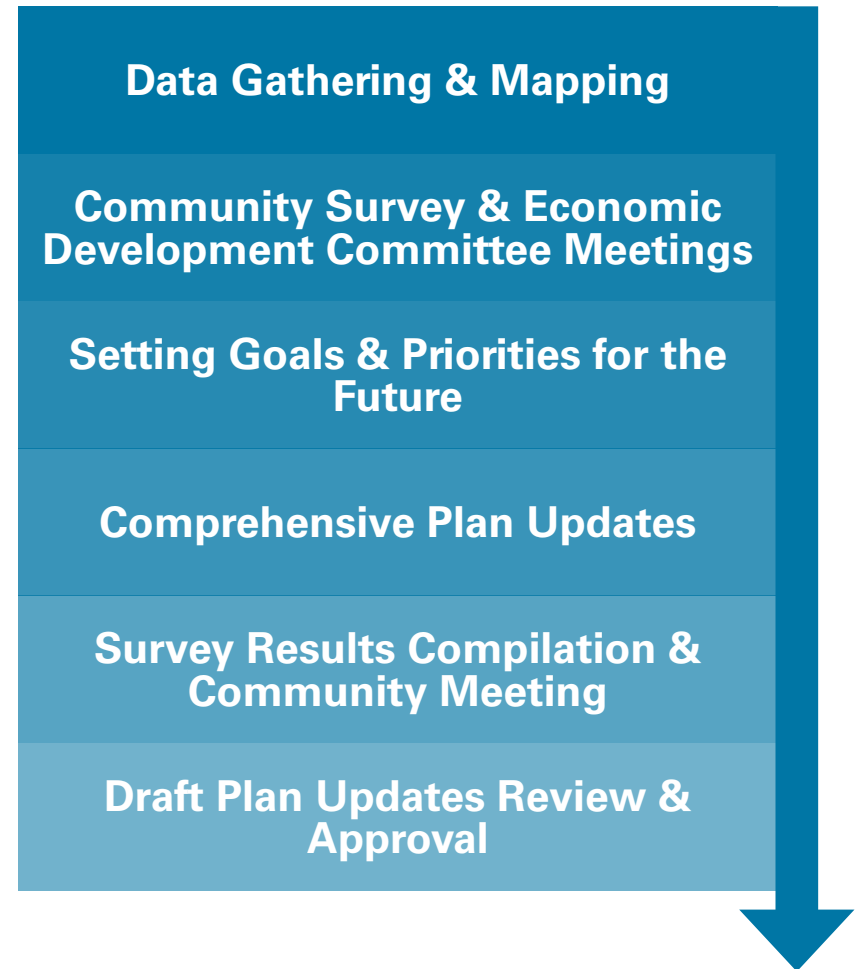 Data Gathering & Mapping
Community Survey & Economic
Development Committee Meetings
Setting Goals & Priorities for the
Future
Comprehensive Plan Updates
Survey Results Compilation &
Community Meeting
Draft Plan Updates Review &
Approval